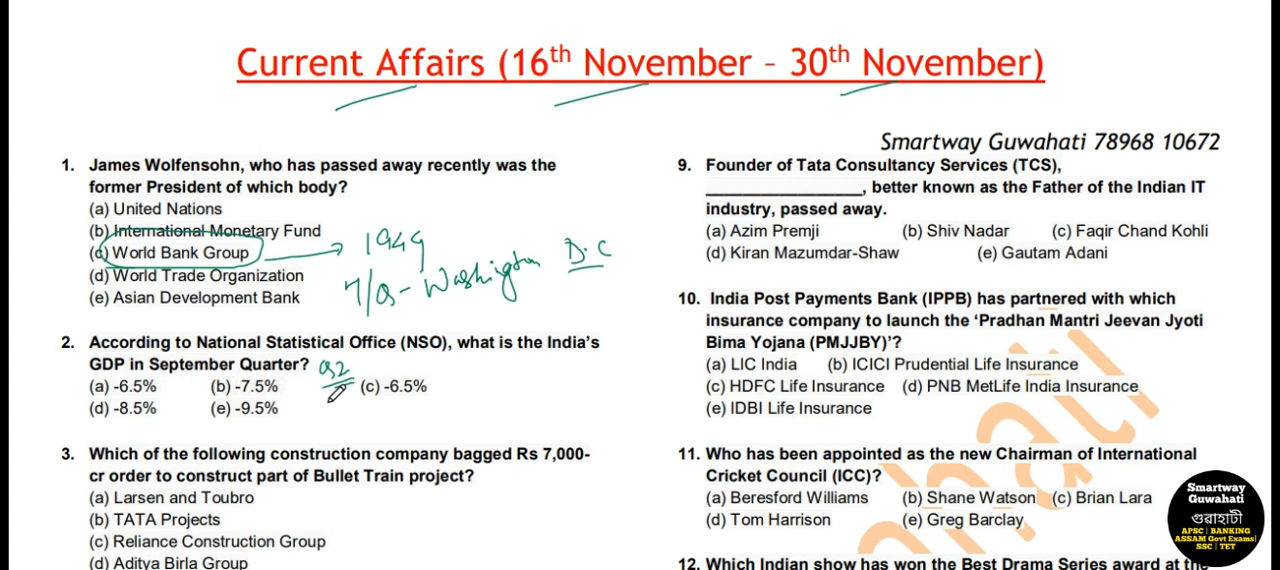 Current Affairs (16th November - 30th November)
Smartway Guwahati 78968 10672
1. James Wolfensohn, who has passed away recently was the
former President of which body?
(a) United Nations
(b) International Monetary Fund
(c) World Bank Group
(d) World Trade Organization
(e) Asian Development Bank
1949
H/Q- Washington D.C
2. According to National Statistical Office (NSO), what is the India's
GDP in September Quarter?
Q2
(a) -6.5% (b) -7.5% (c) -6.5%
(d) -8.5% (e) -9.5%
3. Which of the following construction company bagged Rs 7,000-
cr order to construct part of Bullet Train project?
(a) Larsen and Toubro
(b) TATA Projects
(c) Reliance Construction Group
(d) Aditya Birla Group
9. Founder of Tata Consultancy Services (TCS),
__________________, better known as the Father of the Indian IT
industry, passed away.
(a) Azim Premji (b) Shiv Nadar (c) Faqir Chand Kohli
(d) Kiran Mazumdar-Shaw (e) Gautam Adani
10. India Post Payments Bank (IPPB) has partnered with which
insurance company to launch the 'Pradhan Mantri Jeevan Jyoti
Bima Yojana (PMJJBY)'?
(a) LIC India (b) ICICI Prudential Life Insurance
(c) HDFC Life Insurance (d) PNB MetLife India Insurance
(e) IDBI Life Insurance
11. Who has been appointed as the new Chairman of International
Cricket Council (ICC)?
(a) Beresford Williams (b) Shane Watson (c) Brian Lara
(d) Tom Harrison (e) Greg Barclay
12. Which Indian show has won the Best Drama Series award at the
Smartway
Guwahati
গুৱাহাটী
APSC | BANKING
ASSAM Govt Exams|
SSC | TET
hati